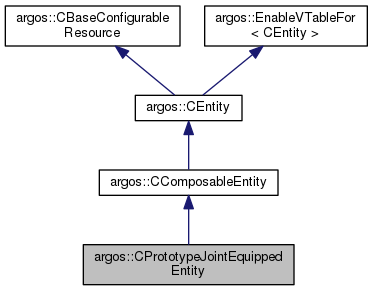 argos::CBaseConfigurable
Resource
argos::EnableVTableFor
< CEntity >
argos::CEntity
argos::CComposableEntity
argos::CPrototypeJointEquipped
Entity